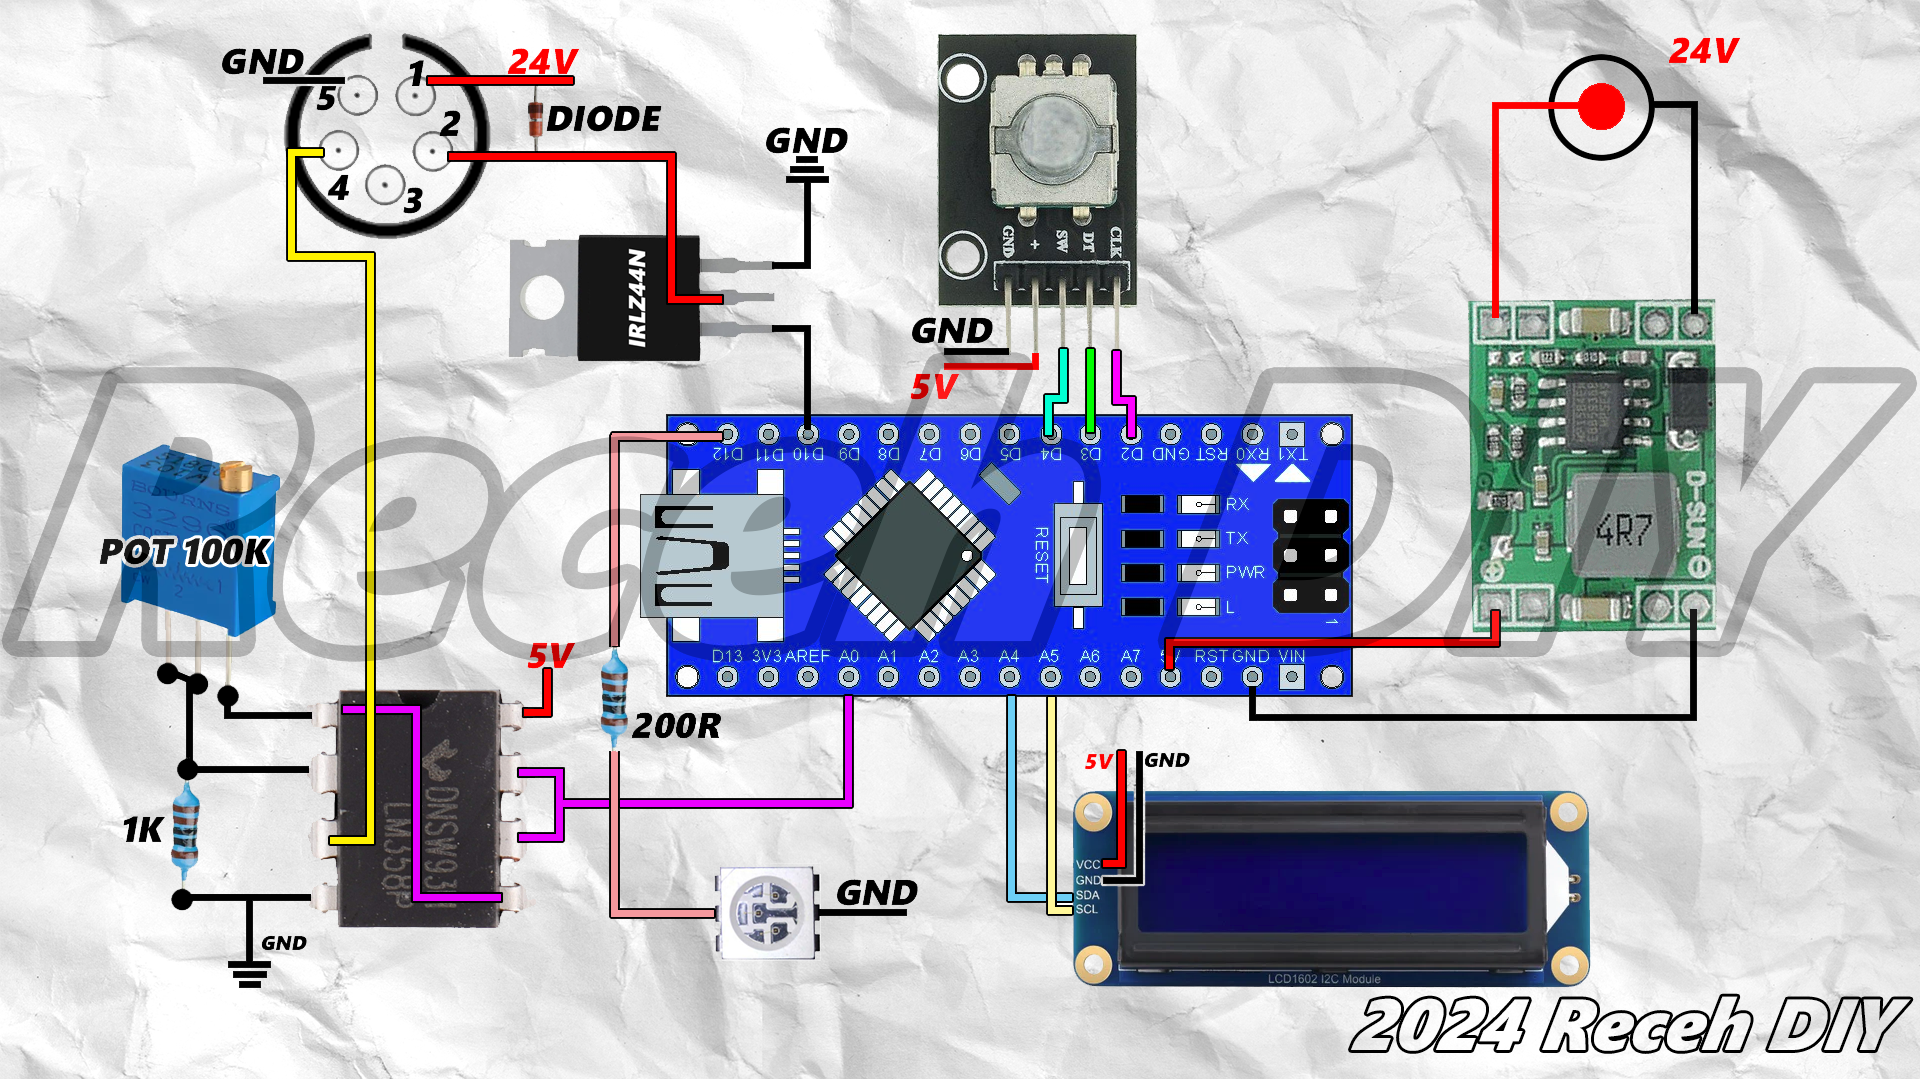 GND
1
24V
5
2
DIODE
4
3
GND
IRLZ44N
GND
+
SW
DT
CLK
GND
5V
24V
4R7
D-SUN
Receh DIY
D12
D11
D10
D9
D8
D7
D6
D5
D4
D3
D2
GND
RST
RX0
TX1
RESET
RX
TX
PWR
L
1
D13
3V3
AREF
A0
A1
A2
A3
A4
A5
A6
A7
5V
RST
GND
VIN
BOURNS
POT 100K
2
5V
200R
1K
LM358P
GND
GND
5V
GND
VCC
GND
SDA
SCL
LCD1602 I2C Module
2024 Receh DIY